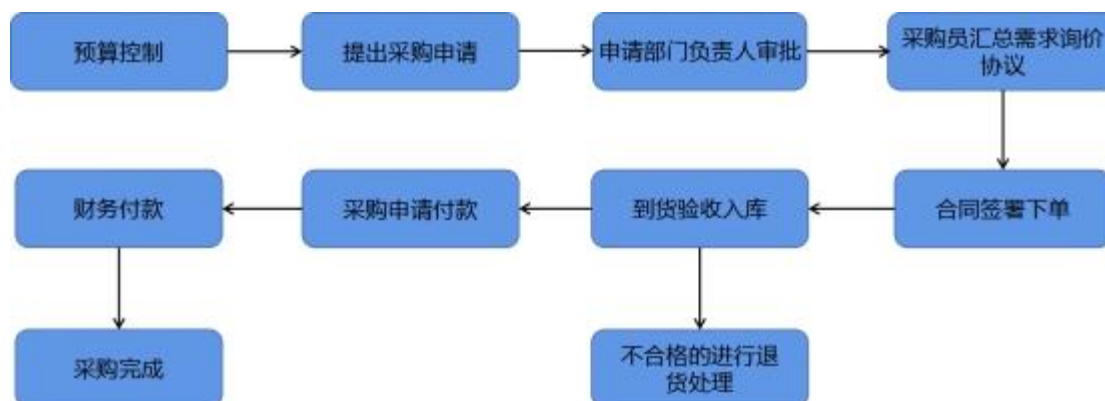 预算控制
提出采购申请
申请部门负责人审批
采购员汇总需求询价
协议
财务付款
采购申请付款
到货验收入库
合同签署下单
采购完成
不合格的进行退
货处理